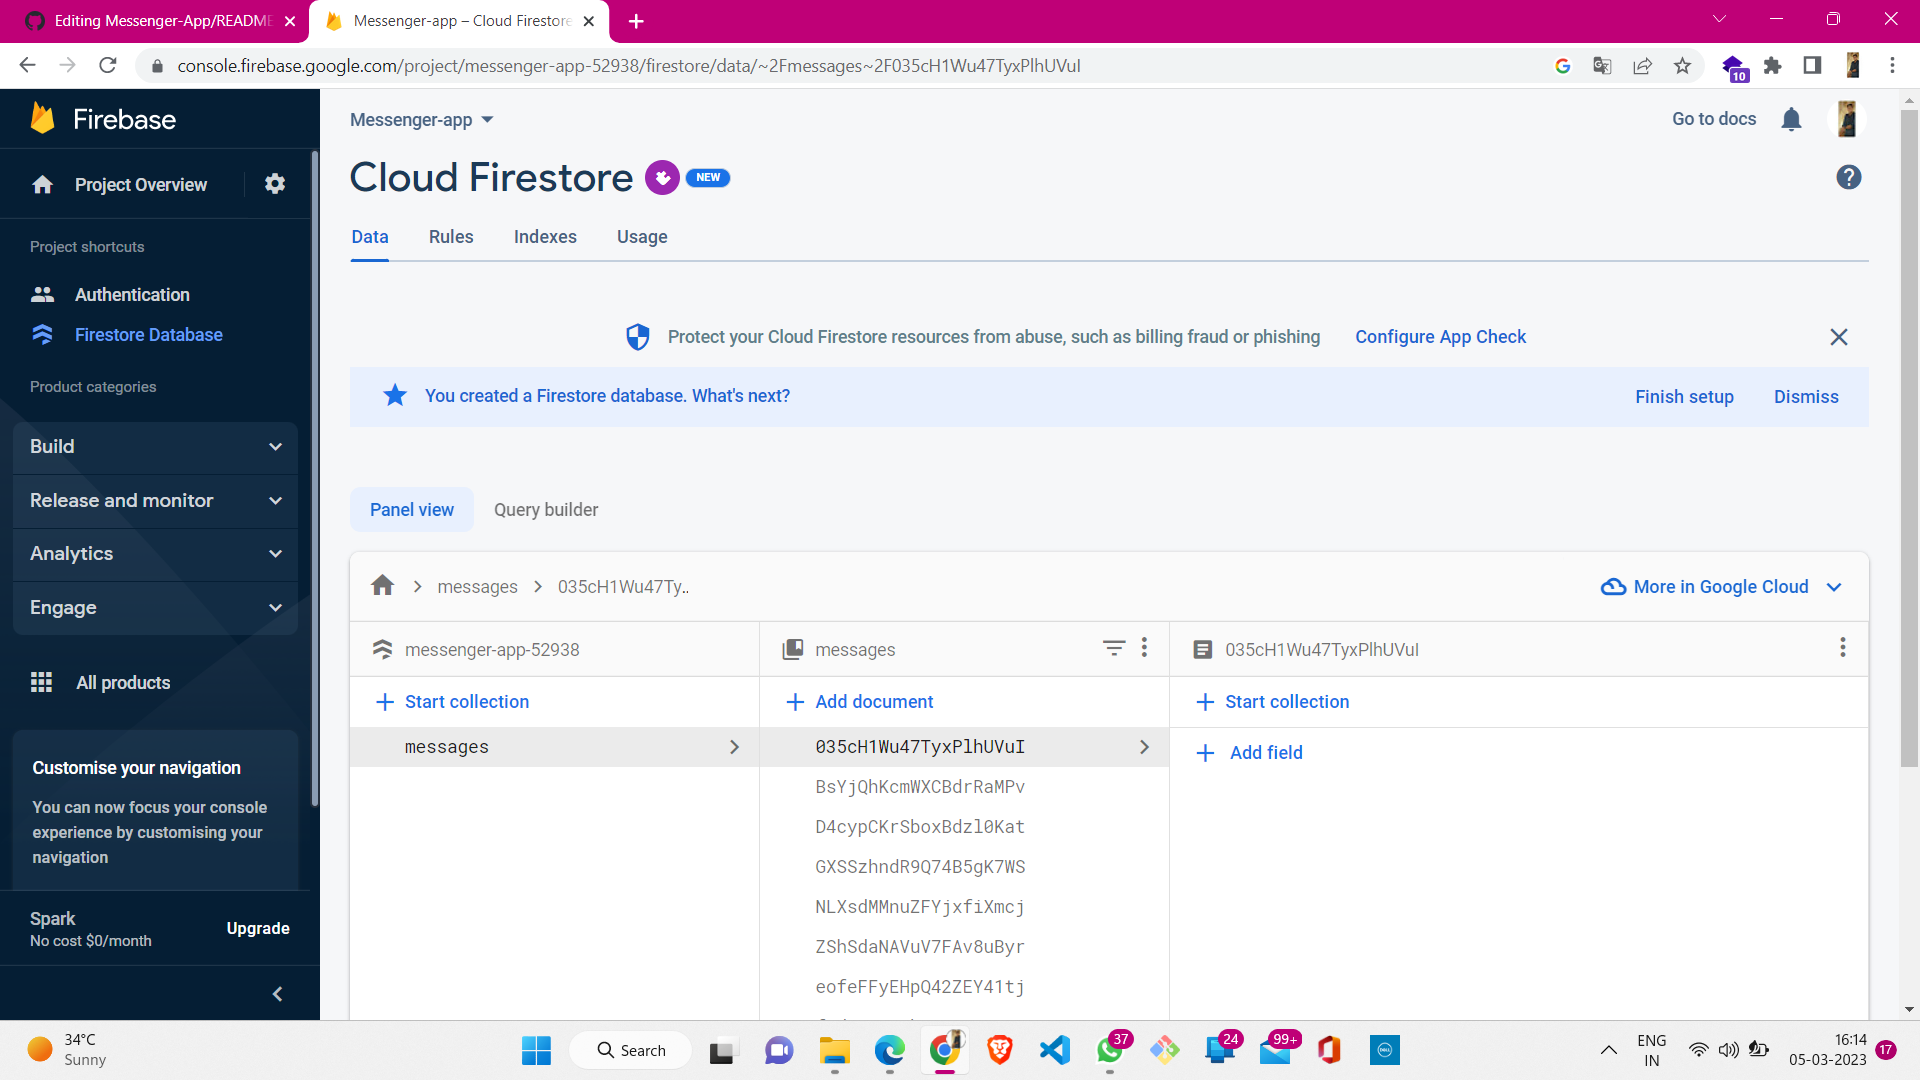 Editing Messenger-App/README
Messenger-app – Cloud Firestore
console.firebase.google.com/project/messenger-app-52938/firestore/data/~2Fmessages~2F035cH1Wu47TyxPlhUVuI
10
Firebase
Project Overview
Project shortcuts
Authentication
Firestore Database
Product categories
Build
Release and monitor
Analytics
Engage
All products
Customise your navigation
You can now focus your console
experience by customising your
navigation
Spark
No cost $0/month
Upgrade
Messenger-app
Go to docs
Cloud Firestore
NEW
Data
Rules
Indexes
Usage
Protect your Cloud Firestore resources from abuse, such as billing fraud or phishing
Configure App Check
You created a Firestore database. What's next?
Finish setup
Dismiss
Panel view
Query builder
messages
035cH1Wu47Ty..
More in Google Cloud
messenger-app-52938
messages
035cH1Wu47TyxPlhUVuI
Start collection
Add document
Start collection
messages
035cH1Wu47TyxPlhUVuI
Add field
BsYjQhKcmWXCBdrRaMPv
D4cypCKrSboxBdzl0Kat
GXSSzhndR9Q74B5gK7WS
NLXsdMMnuZFYjxfiXmcj
ZShSdaNAVuV7FAv8uByr
eofeFFyEHpQ42ZEY41tj
34°C
Sunny
Search
37
24
99+
DELL
ENG
IN
16:14
05-03-2023
17